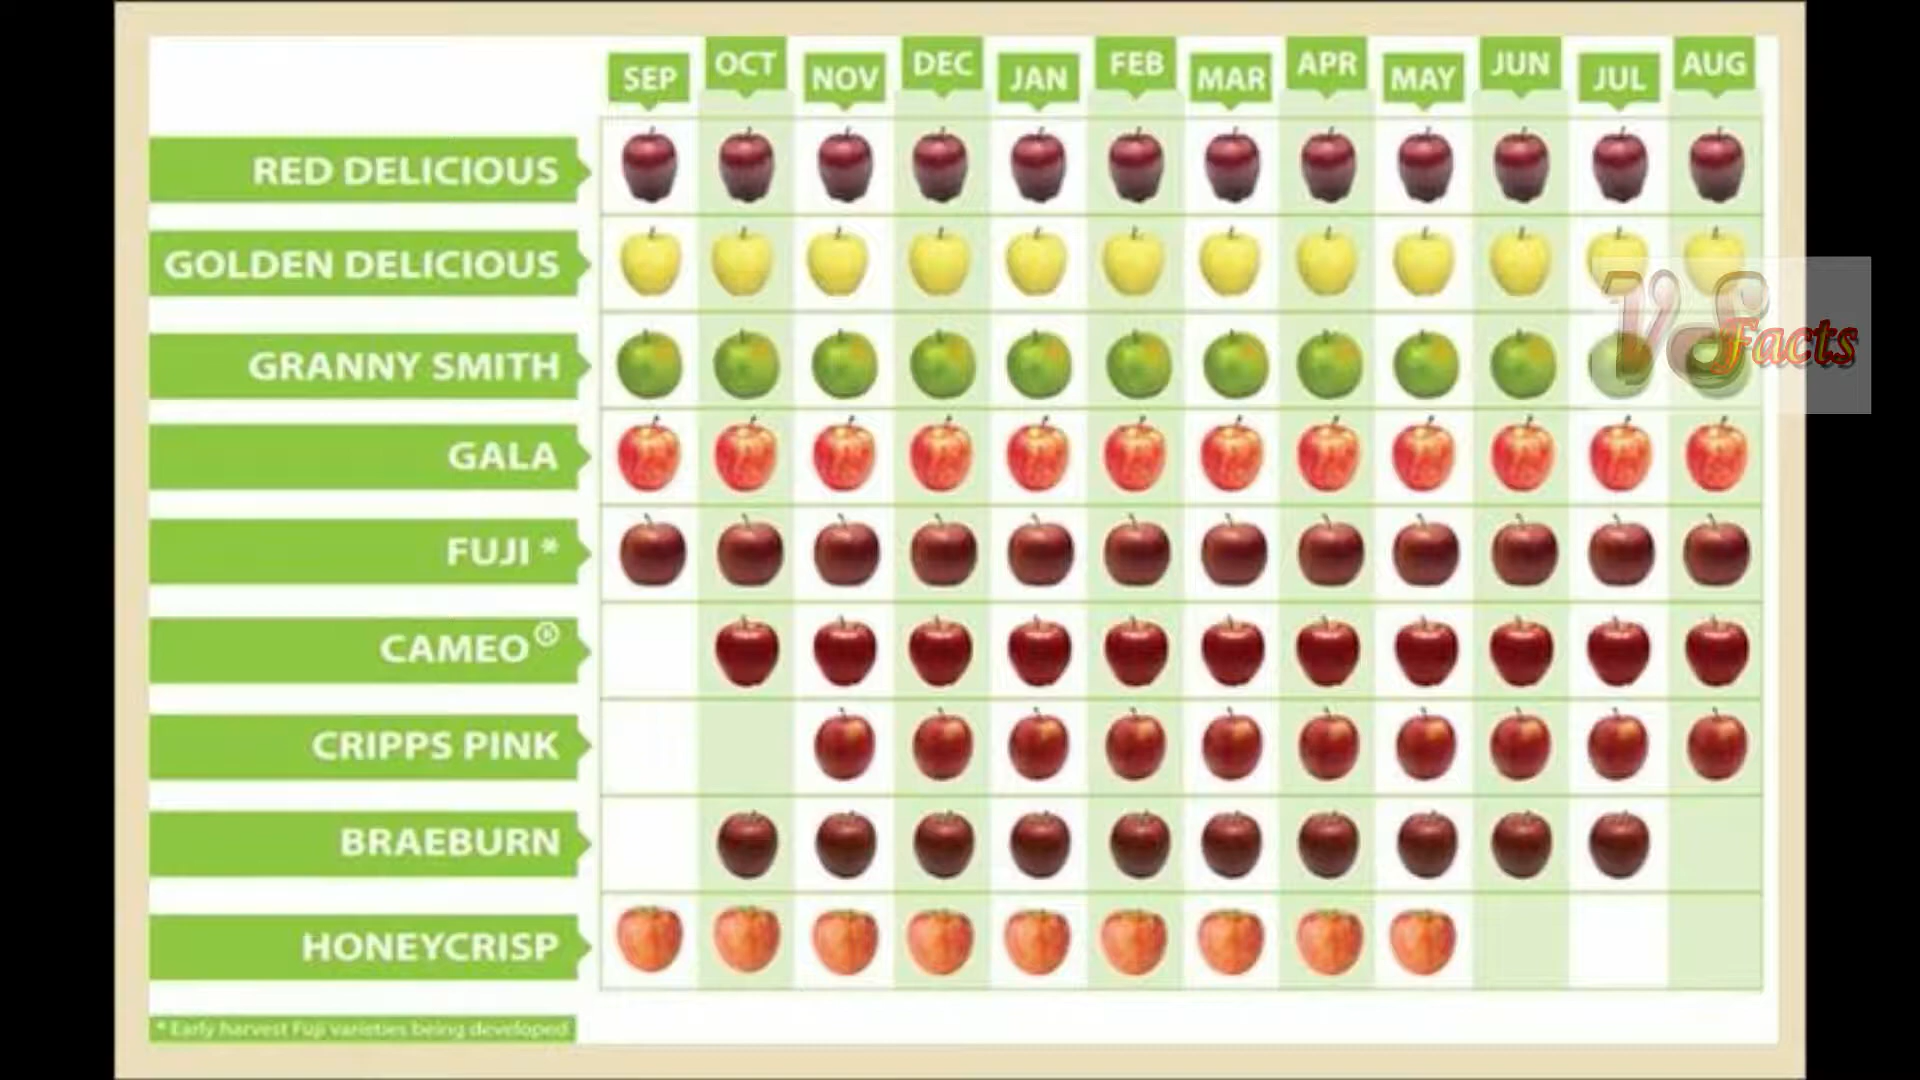 SEP OCT NOV DEC JAN FEB MAR APR MAY JUN JUL AUG
RED DELICIOUS
GOLDEN DELICIOUS
GRANNY SMITH
GALA
FUJI *
CAMEO®
CRIPPS PINK
BRAEBURN
HONEYCRISP
* Early harvest Fuji varieties being developed
Vs Facts